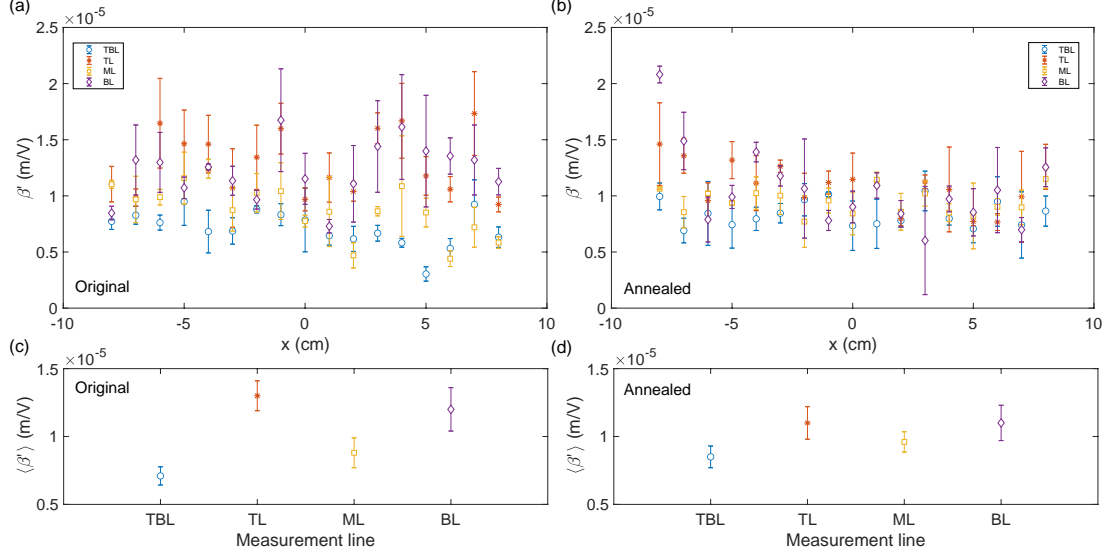 (a)
×10-5
2.5
2
1.5
1
0.5
0
β' (m/V)
TBL
TL
ML
BL
Original
-10
-5
0
5
10
x (cm)
(b)
×10-5
2.5
2
1.5
1
0.5
0
β' (m/V)
TBL
TL
ML
BL
Annealed
-10
-5
0
5
10
x (cm)
(c)
×10-5
1.5
1
0.5
⟨β'⟩ (m/V)
Original
TBL
TL
ML
BL
Measurement line
(d)
×10-5
1.5
1
0.5
⟨β'⟩ (m/V)
Annealed
TBL
TL
ML
BL
Measurement line